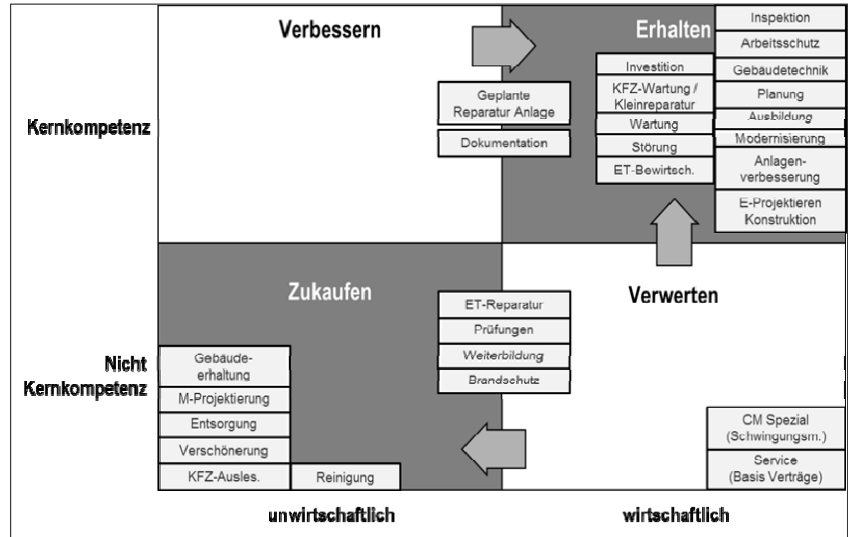 Verbessern
Erhalten
Kernkompetenz
Geplante
Reparatur Anlage
Dokumentation
Investition
KFZ-Wartung /
Kleinreparatur
Wartung
Störung
ET-Bewirtsch.
Inspektion
Arbeitsschutz
Gebäudetechnik
Planung
Ausbildung
Modernisierung
Anlagen-
verbesserung
E-Projektieren
Konstruktion
Zukaufen
Verwerten
Nicht
Kernkompetenz
ET-Reparatur
Prüfungen
Weiterbildung
Brandschutz
Gebäude-
erhaltung
M-Projektierung
Entsorgung
Verschönerung
KFZ-Ausles.
Reinigung
CM Spezial
(Schwingungsm.)
Service
(Basis Verträge)
unwirtschaftlich
wirtschaftlich